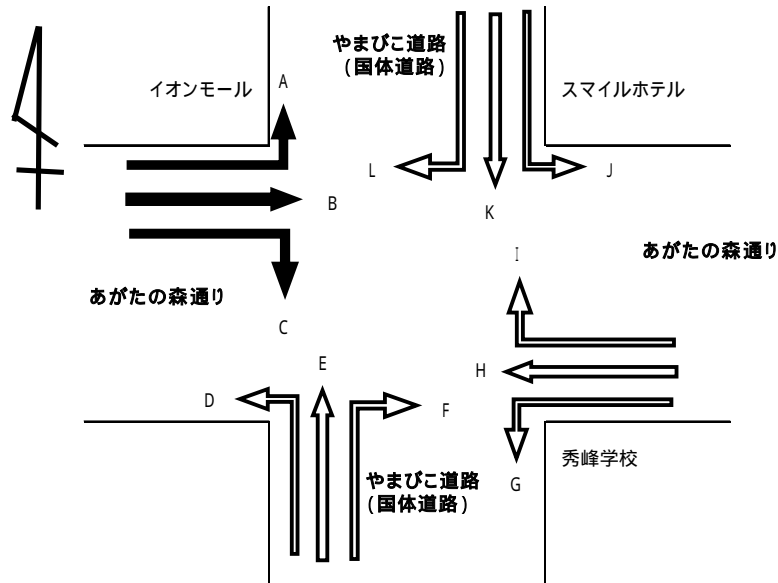 やまびこ道路
(国体道路)
イオンモール
A
スマイルホテル
L
J
B
K
I
あがたの森通り
あがたの森通り
C
E
H
D
F
秀峰学校
やまびこ道路
(国体道路)
G